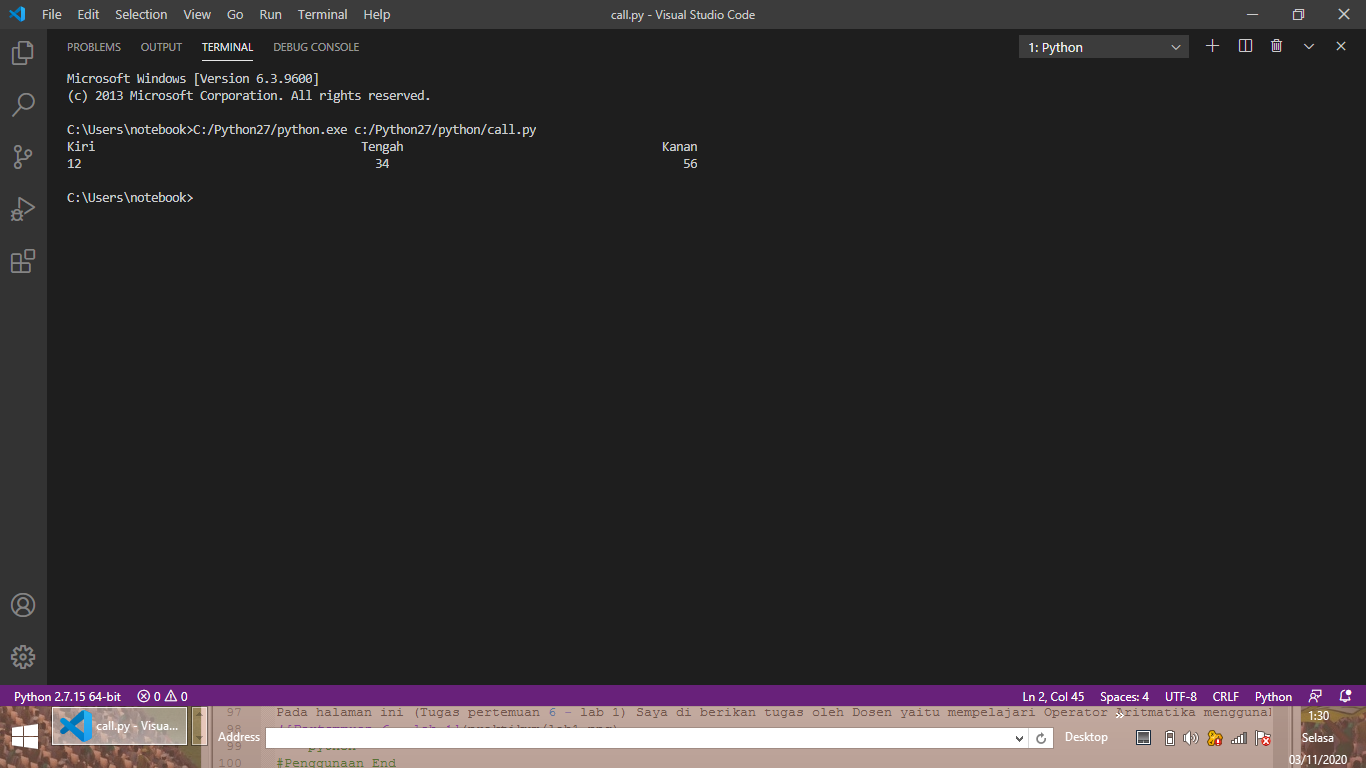 File Edit Selection View Go Run Terminal Help call.py - Visual Studio Code
PROBLEMS OUTPUT TERMINAL DEBUG CONSOLE 1: Python
Microsoft Windows [Version 6.3.9600]
(c) 2013 Microsoft Corporation. All rights reserved.
C:\Users\notebook>C:/Python27/python.exe c:/Python27/python/call.py
Kiri Tengah Kanan
12 34 56
C:\Users\notebook>
Python 2.7.15 64-bit 0 0 Ln 2, Col 45 Spaces: 4 UTF-8 CRLF Python
97 Pada halaman ini (Tugas pertemuan 6 - lab 1) Saya di berikan tugas oleh Dosen yaitu mempelajari Operator
call.py - Visua...
98
Address Desktop
99 python
100 #Penggunaan End
1:30
Selasa
03/11/2020